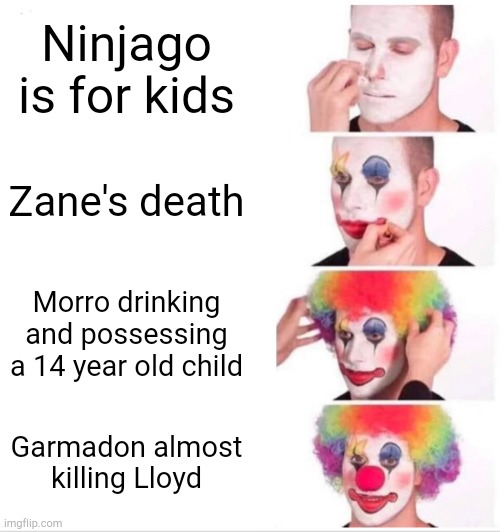 Ninjago
is for kids
Zane's death
Morro drinking
and possessing
a 14 year old child
Garmadon almost
killing Lloyd
imgflip.com